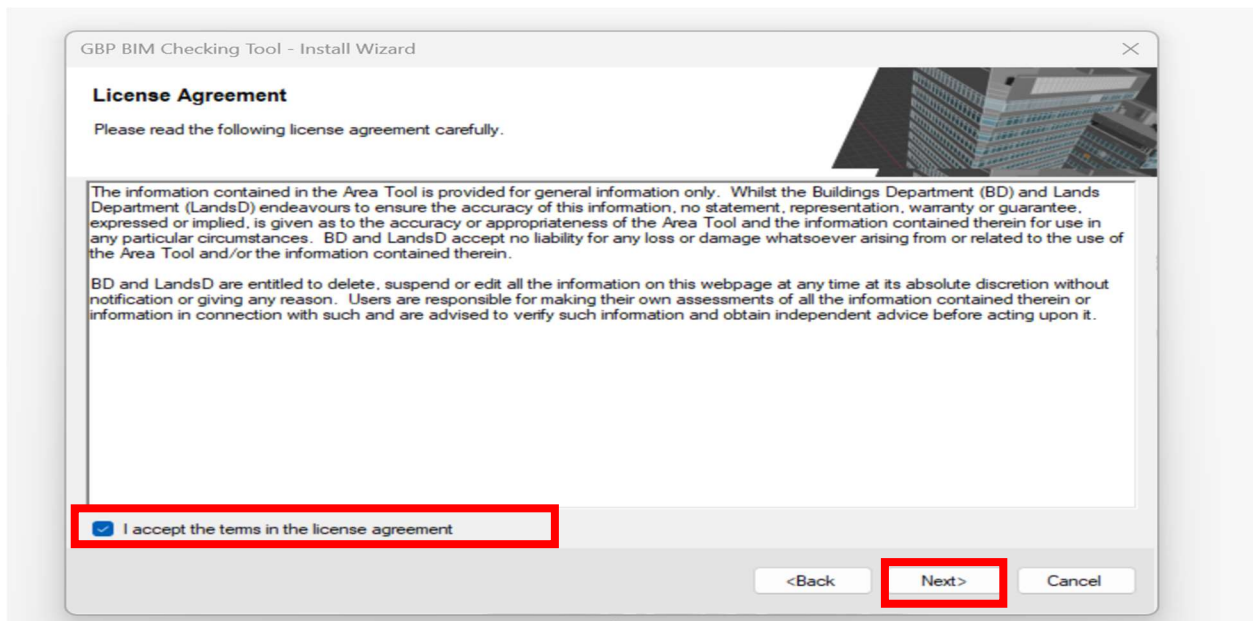 GBP BIM Checking Tool - Install Wizard
License Agreement
Please read the following license agreement carefully.
The information contained in the Area Tool is provided for general information only.  Whilst the Buildings Department (BD) and Lands
Department (LandsD) endeavours to ensure the accuracy of this information, no statement, representation, warranty or guarantee,
expressed or implied, is given as to the accuracy or appropriateness of the Area Tool and the information contained therein for use in
any particular circumstances.  BD and LandsD accept no liability for any loss or damage whatsoever arising from or related to the use of
the Area Tool and/or the information contained therein.
BD and LandsD are entitled to delete, suspend or edit all the information on this webpage at any time at its absolute discretion without
notification or giving any reason.  Users are responsible for making their own assessments of all the information contained therein or
information in connection with such and are advised to verify such information and obtain independent advice before acting upon it.
I accept the terms in the license agreement
<Back Next> Cancel